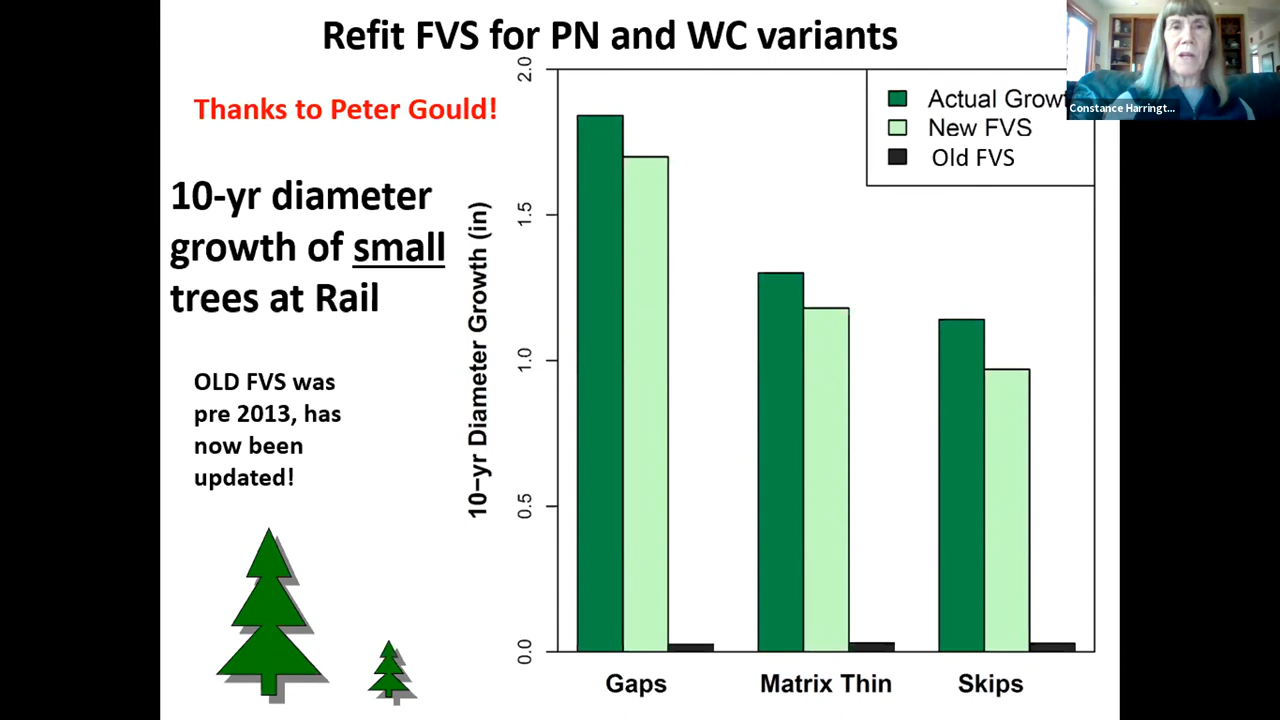 Refit FVS for PN and WC variants
Thanks to Peter Gould!
10-yr diameter
growth of small
trees at Rail
OLD FVS was
pre 2013, has
now been
updated!
10−yr Diameter Growth (in)
2.0
1.5
1.0
0.5
0.0
Actual Growt
New FVS
Old FVS
Gaps
Matrix Thin
Skips
Constance Harringt...